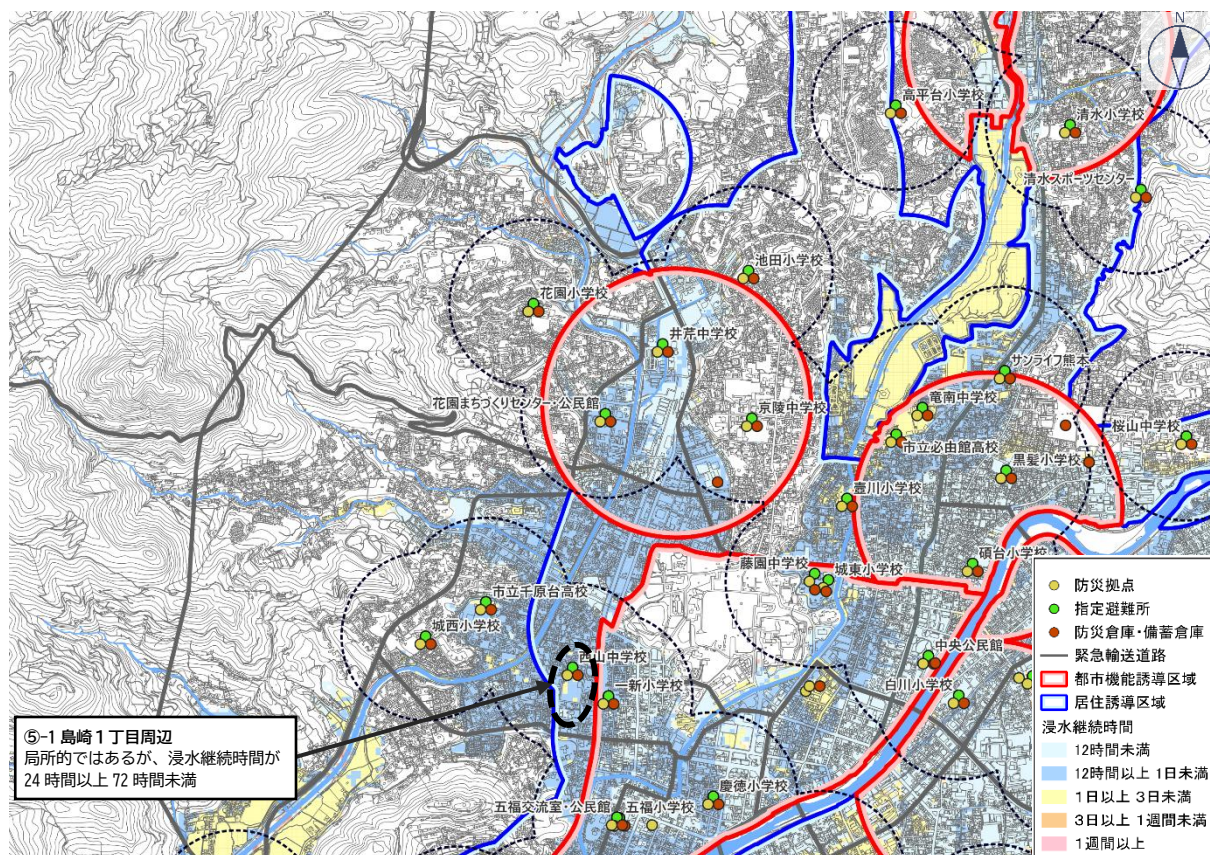 N
高平台小学校
清水小学校
清水スポーツセンター
池田小学校
花園小学校
井芹中学校
サンライフ熊本
花園まちづくりセンター・公民館
京陵中学校
竜南中学校
桜山中学校
市立必由館高校
黒髪小学校
壺川小学校
碩台小学校
藤園中学校
城東小学校
市立千原台高校
城西小学校
中央公民館
西山中学校
一新小学校
白川小学校
慶徳小学校
五福交流室・公民館
五福小学校
⑤-1 島崎1丁目周辺
局所的ではあるが、浸水継続時間が
24 時間以上 72 時間未満
防災拠点
指定避難所
防災倉庫・備蓄倉庫
緊急輸送道路
都市機能誘導区域
居住誘導区域
浸水継続時間
12時間未満
12時間以上 1日未満
1日以上 3日未満
3日以上 1週間未満
1週間以上